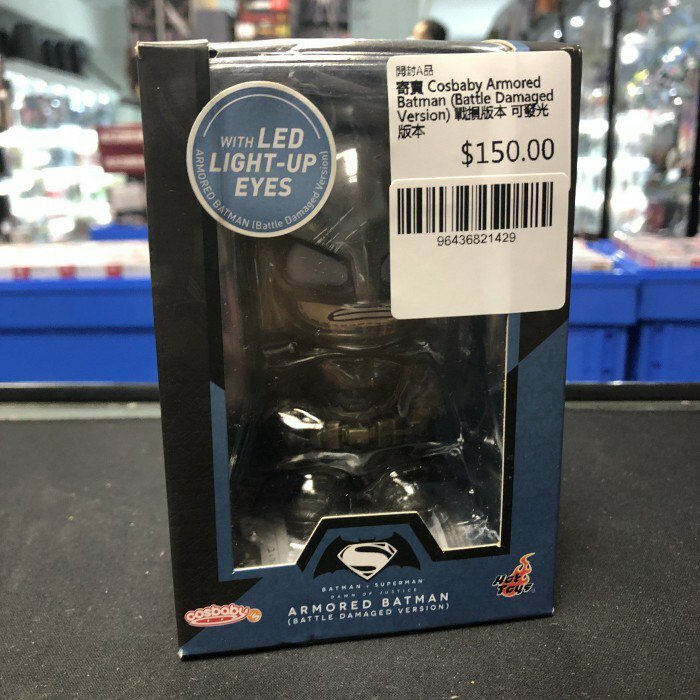 開封A品
寄賣 Cosbaby Armored
Batman (Battle Damaged
Version) 戰損版本 可發光
版本
$150.00
96436821429
WITH LED
LIGHT-UP
EYES
ARMORED BATMAN (Battle Damaged Version)
BATMAN v SUPERMAN
DAWN OF JUSTICE
ARMORED BATMAN
(BATTLE DAMAGED VERSION)
cosbaby
Hot Toys